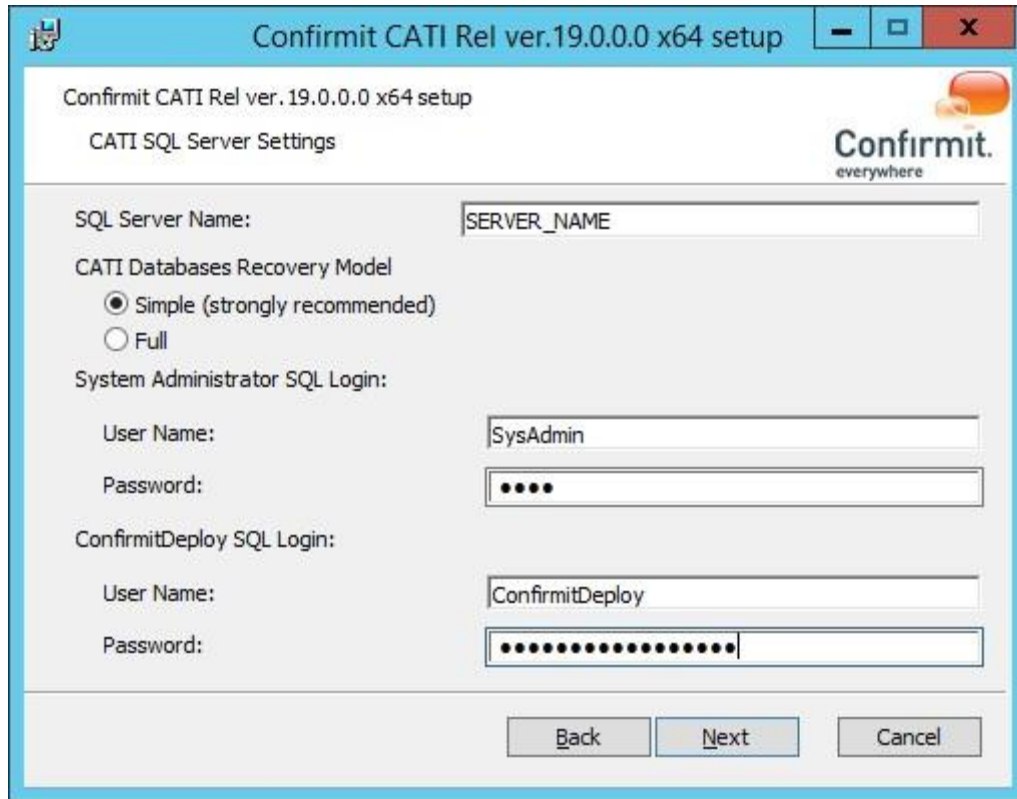 Confirmit CATI Rel ver.19.0.0.0 x64 setup
Confirmit CATI Rel ver. 19.0.0.0 x64 setup
CATI SQL Server Settings
Confirmit.
everywhere
SQL Server Name:
SERVER_NAME
CATI Databases Recovery Model
Simple (strongly recommended)
Full
System Administrator SQL Login:
User Name:
SysAdmin
Password:
••••
ConfirmitDeploy SQL Login:
User Name:
ConfirmitDeploy
Password:
•••••••••••••••••
Back
Next
Cancel